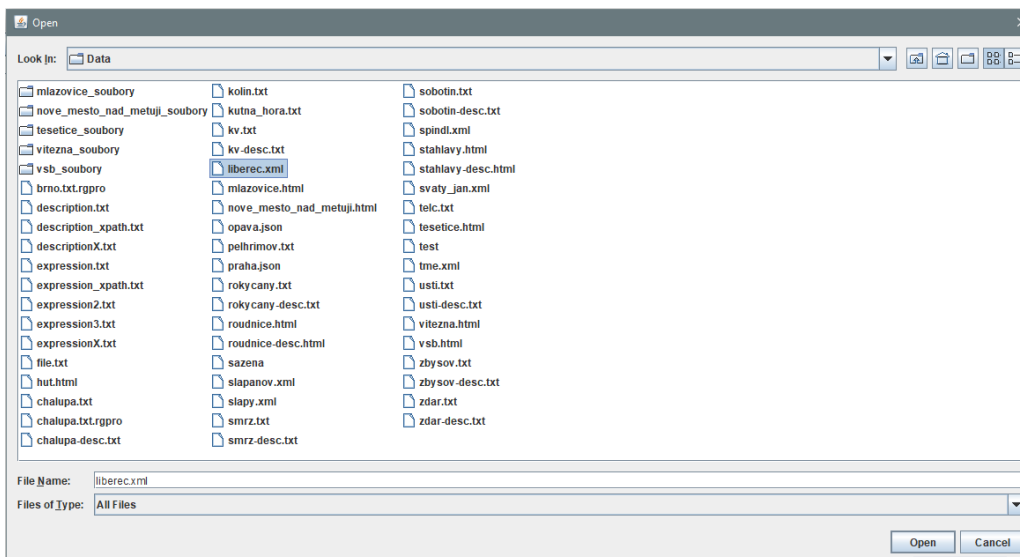 Open
Look In:
Data
mlazovice_soubory
nove_mesto_nad_metuji_soubory
tesetice_soubory
vitezna_soubory
vsb_soubory
brno.txt.rgpro
description.txt
description_xpath.txt
descriptionX.txt
expression.txt
expression_xpath.txt
expression2.txt
expression3.txt
expressionX.txt
file.txt
hut.html
chalupa.txt
chalupa.txt.rgpro
chalupa-desc.txt
kolin.txt
kutna_hora.txt
kv.txt
kv-desc.txt
liberec.xml
mlazovice.html
nove_mesto_nad_metuji.html
opava.json
pelhrimov.txt
praha.json
rokycany.txt
rokycany-desc.txt
roudnice.html
roudnice-desc.html
sazena
slapanov.xml
slapy.xml
smrz.txt
smrz-desc.txt
sobotin.txt
sobotin-desc.txt
spindl.xml
stahlavy.html
stahlavy-desc.html
svaty_jan.xml
telc.txt
tesetice.html
test
tme.xml
usti.txt
usti-desc.txt
vitezna.html
vsb.html
zbysov.txt
zbysov-desc.txt
zdar.txt
zdar-desc.txt
File Name:
liberec.xml
Files of Type:
All Files
Open
Cancel